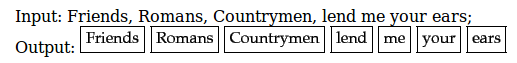 Input: Friends, Romans, Countrymen, lend me your ears;
Output: Friends Romans Countrymen lend me your ears